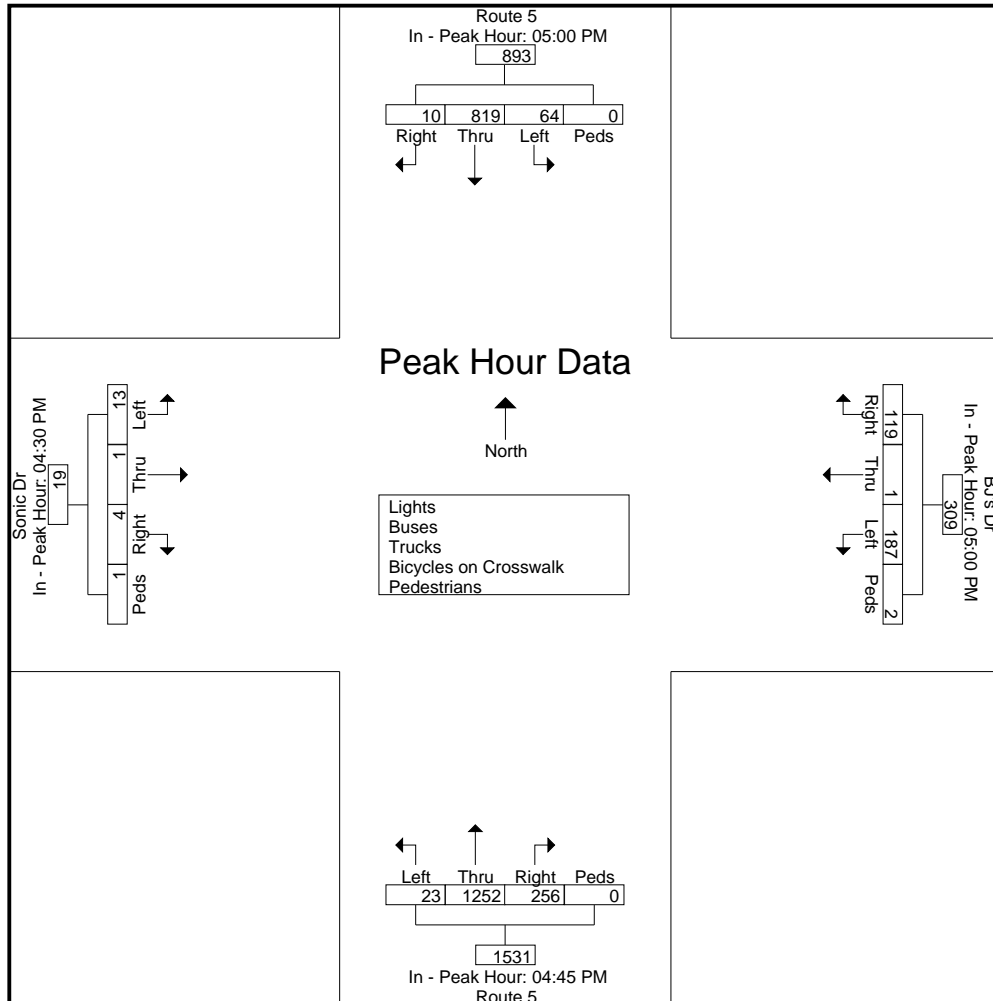 Route 5
In - Peak Hour: 05:00 PM
893
10 819 64 0
Right Thru Left Peds
Peak Hour Data
North
Lights
Buses
Trucks
Bicycles on Crosswalk
Pedestrians
Sonic Dr
In - Peak Hour: 04:30 PM
19
13 1 4 1
Left Thru Right Peds
BJ's Dr
In - Peak Hour: 05:00 PM
309
119 1 187 2
Right Thru Left Peds
Left Thru Right Peds
23 1252 256 0
1531
In - Peak Hour: 04:45 PM
Route 5